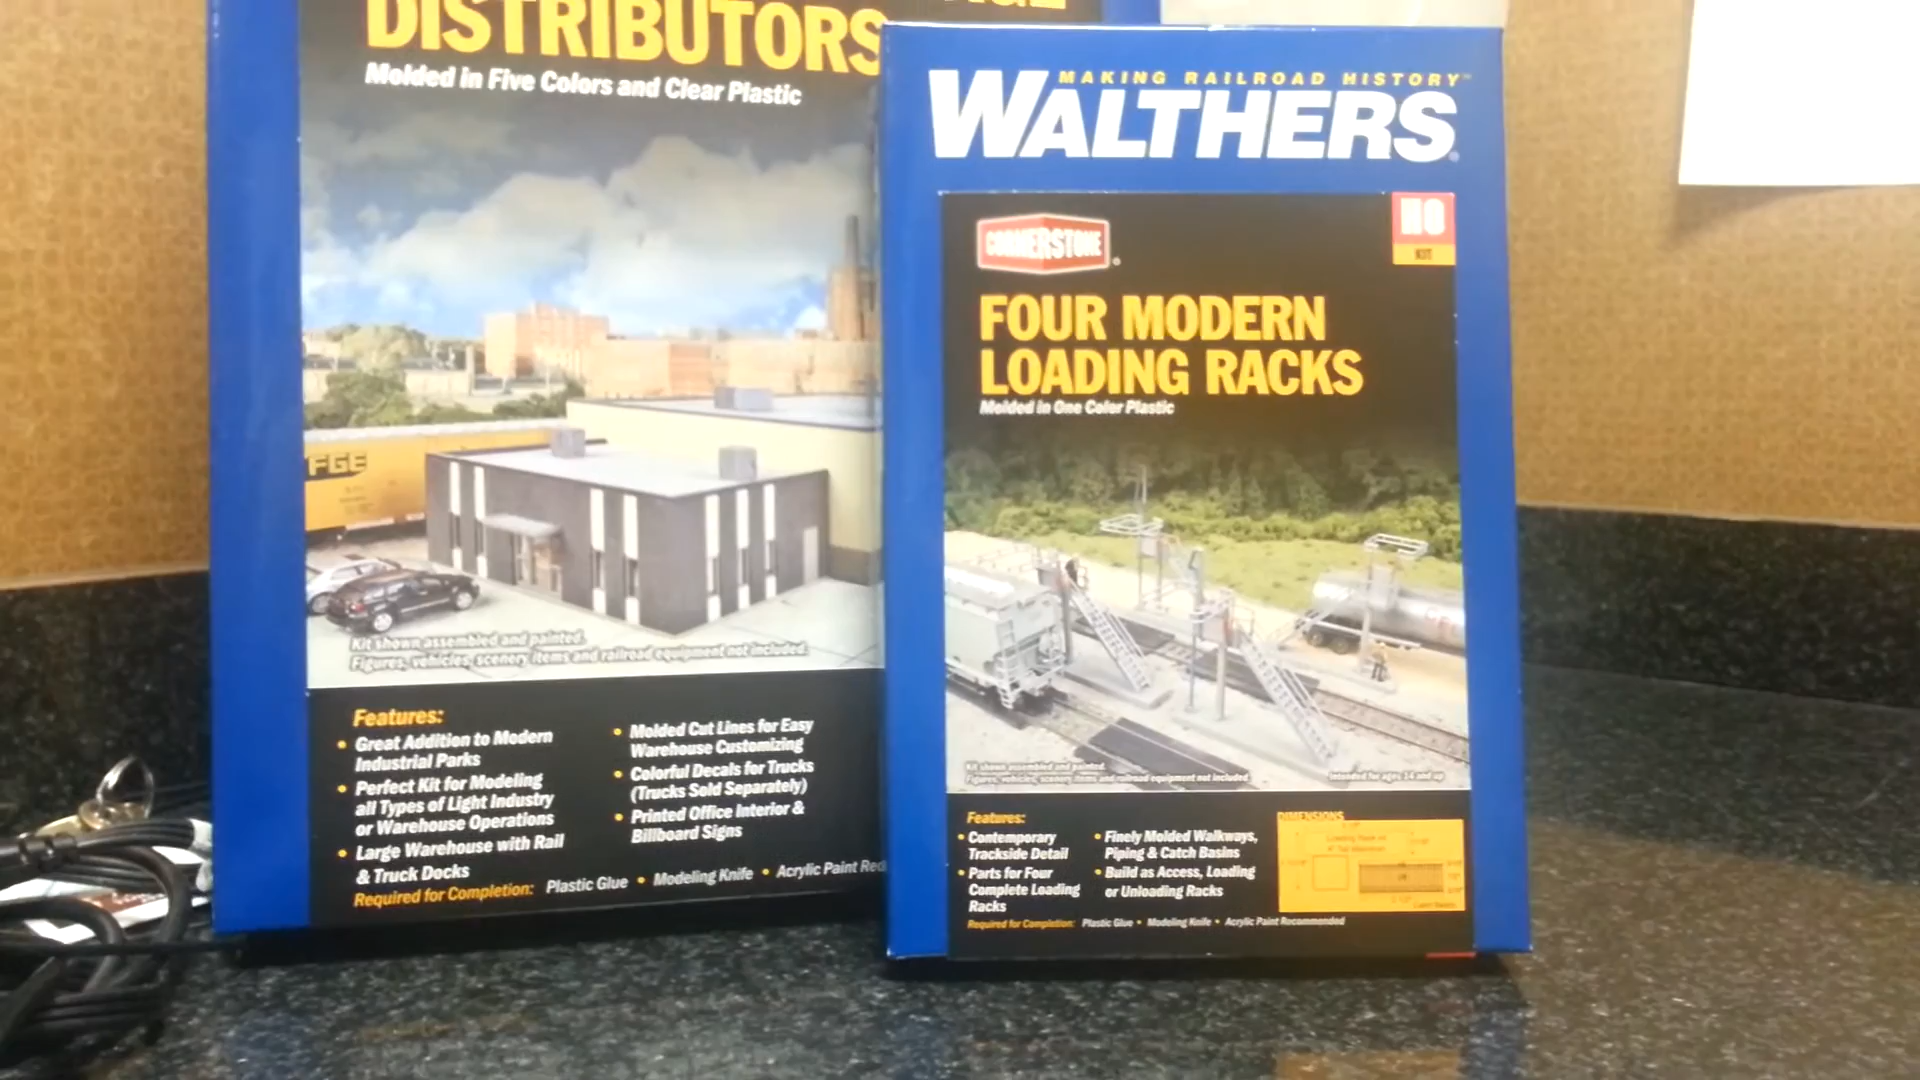 DISTRIBUTORS
Molded in Five Colors and Clear Plastic
FGE
Kit shown assembled and painted.
Figures, vehicles, scenery items and railroad equipment not included.
Features:
• Great Addition to Modern
Industrial Parks
• Perfect Kit for Modeling
all Types of Light Industry
or Warehouse Operations
• Large Warehouse with Rail
& Truck Docks
• Molded Cut Lines for Easy
Warehouse Customizing
• Colorful Decals for Trucks
(Trucks Sold Separately)
• Printed Office Interior &
Billboard Signs
Required for Completion: Plastic Glue • Modeling Knife • Acrylic Paint Rec
MAKING RAILROAD HISTORY™
WALTHERS®
CORNERSTONE®
HO
KIT
FOUR MODERN
LOADING RACKS
Molded in One Color Plastic
Kit shown assembled and painted.
Figures, vehicles, scenery items and railroad equipment not included.
Intended for ages 14 and up
Features:
• Contemporary
Trackside Detail
• Parts for Four
Complete Loading
Racks
• Finely Molded Walkways,
Piping & Catch Basins
• Build as Access, Loading
or Unloading Racks
DIMENSIONS
Required for Completion: Plastic Glue • Modeling Knife • Acrylic Paint Recommended